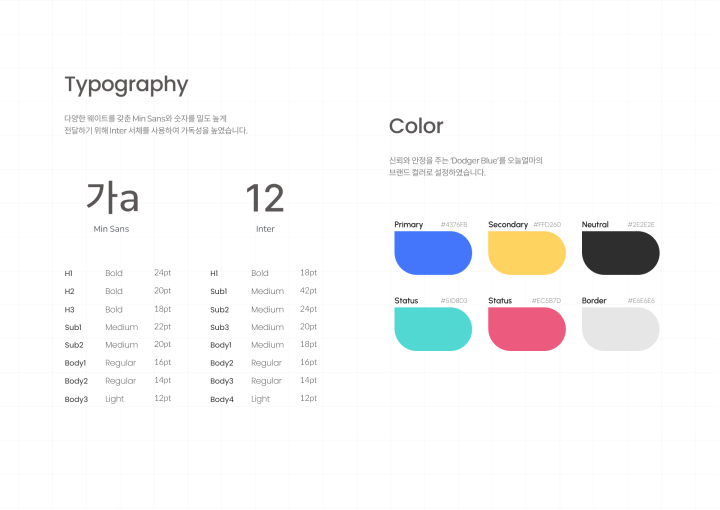 Typography
다양한 웨이트를 갖춘 Min Sans와 숫자를 밀도 높게
전달하기 위해 Inter 서체를 사용하여 가독성을 높였습니다.
가a
Min Sans
12
Inter
H1 Bold 24pt
H2 Bold 20pt
H3 Bold 18pt
Sub1 Medium 22pt
Sub2 Medium 20pt
Body1 Regular 16pt
Body2 Regular 14pt
Body3 Light 12pt
H1 Bold 18pt
Sub1 Medium 42pt
Sub2 Medium 24pt
Sub3 Medium 20pt
Body1 Medium 18pt
Body2 Regular 16pt
Body3 Regular 14pt
Body4 Light 12pt
Color
신뢰와 안정을 주는 'Dodger Blue'를 오늘얼마의
브랜드 컬러로 설정하였습니다.
Primary #4376FB
Secondary #FFD260
Neutral #2E2E2E
Status #51D8D3
Status #EC5B7D
Border #E6E6E6